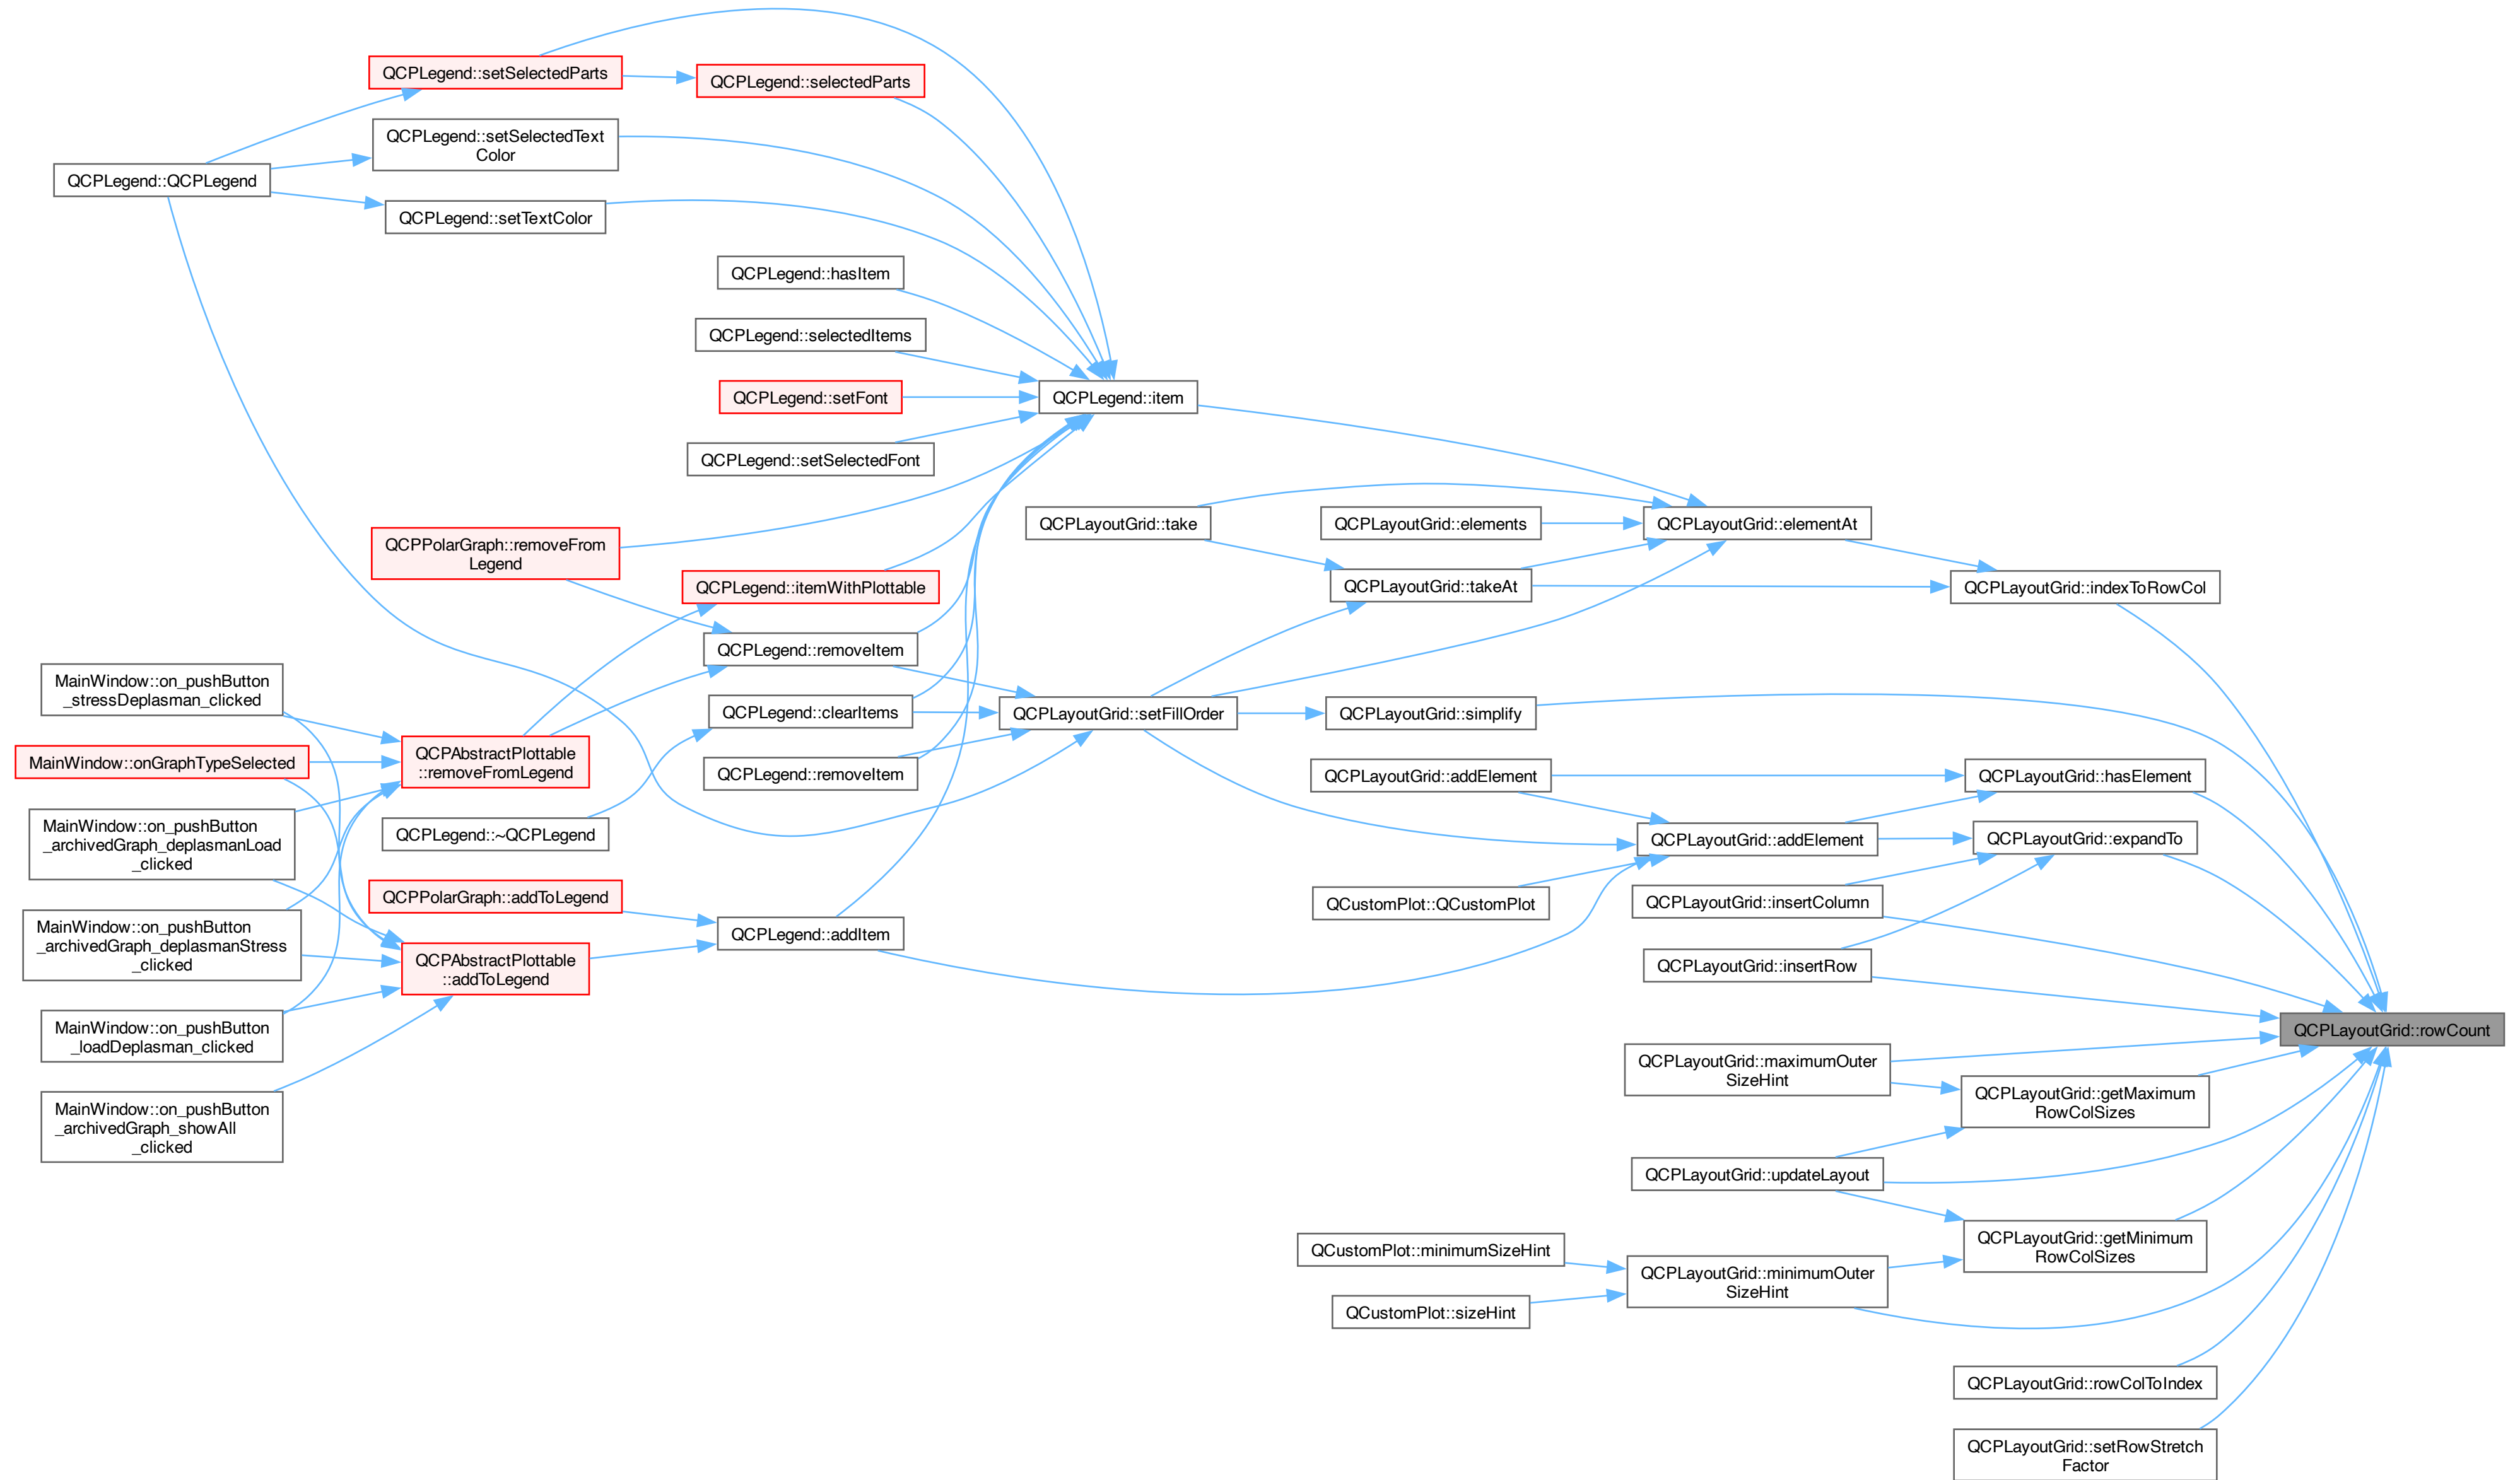 QCPLegend::setSelectedParts
QCPLegend::selectedParts
QCPLegend::setSelectedText
Color
QCPLegend::QCPLegend
QCPLegend::setTextColor
QCPLegend::hasItem
QCPLegend::selectedItems
QCPLegend::setFont
QCPLegend::item
QCPLegend::setSelectedFont
QCPLayoutGrid::take
QCPLayoutGrid::elements
QCPLayoutGrid::elementAt
QCPPolarGraph::removeFrom
Legend
QCPLegend::itemWithPlottable
QCPLayoutGrid::takeAt
QCPLayoutGrid::indexToRowCol
QCPLegend::removeItem
MainWindow::on_pushButton
_stressDeplasman_clicked
QCPLegend::clearItems
QCPLayoutGrid::setFillOrder
QCPLayoutGrid::simplify
MainWindow::onGraphTypeSelected
QCPAbstractPlottable
::removeFromLegend
QCPLegend::removeItem
QCPLayoutGrid::addElement
QCPLayoutGrid::hasElement
MainWindow::on_pushButton
_archivedGraph_deplasmanLoad
_clicked
QCPLegend::~QCPLegend
QCPLayoutGrid::addElement
QCPLayoutGrid::expandTo
QCPPolarGraph::addToLegend
QCustomPlot::QCustomPlot
QCPLayoutGrid::insertColumn
MainWindow::on_pushButton
_archivedGraph_deplasmanStress
_clicked
QCPLegend::addItem
QCPAbstractPlottable
::addToLegend
QCPLayoutGrid::insertRow
MainWindow::on_pushButton
_loadDeplasman_clicked
QCPLayoutGrid::rowCount
QCPLayoutGrid::maximumOuter
SizeHint
QCPLayoutGrid::getMaximum
RowColSizes
MainWindow::on_pushButton
_archivedGraph_showAll
_clicked
QCPLayoutGrid::updateLayout
QCPLayoutGrid::getMinimum
RowColSizes
QCustomPlot::minimumSizeHint
QCPLayoutGrid::minimumOuter
SizeHint
QCustomPlot::sizeHint
QCPLayoutGrid::rowColToIndex
QCPLayoutGrid::setRowStretch
Factor